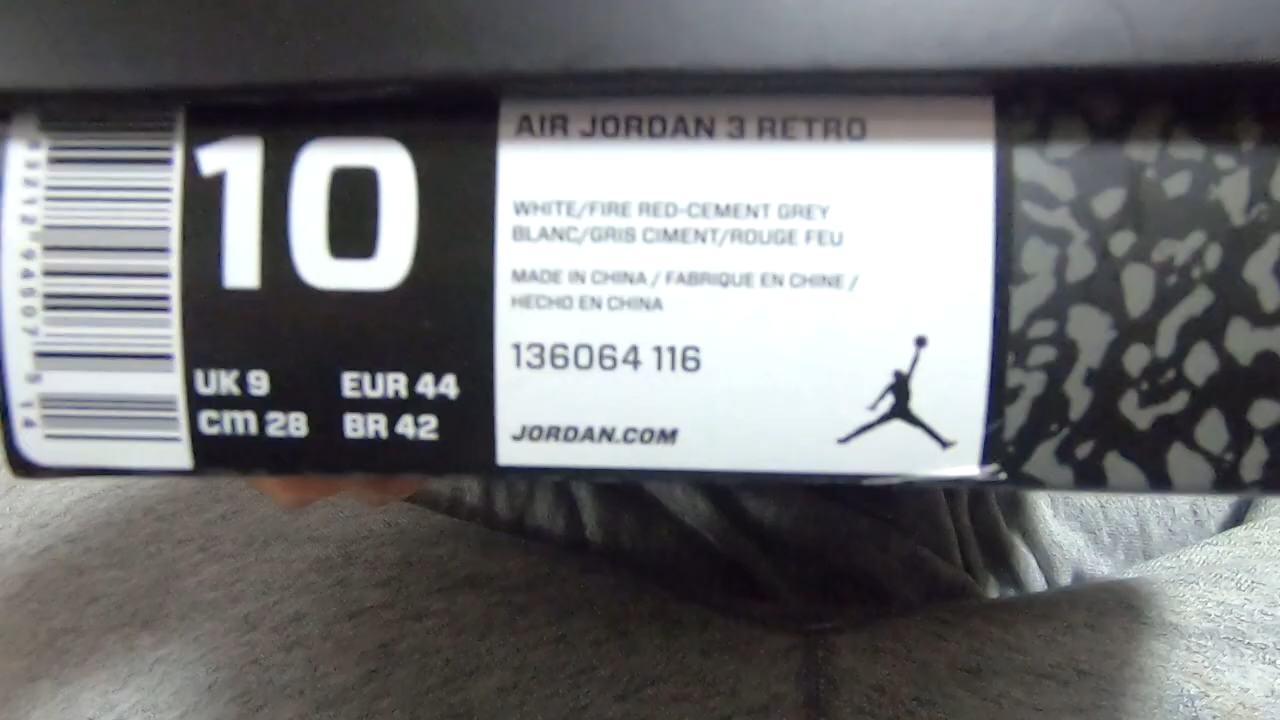 10
UK 9 EUR 44
cm 28 BR 42
AIR JORDAN 3 RETRO
WHITE/FIRE RED-CEMENT GREY
BLANC/GRIS CIMENT/ROUGE FEU
MADE IN CHINA / FABRIQUE EN CHINE /
HECHO EN CHINA
136064 116
JORDAN.COM